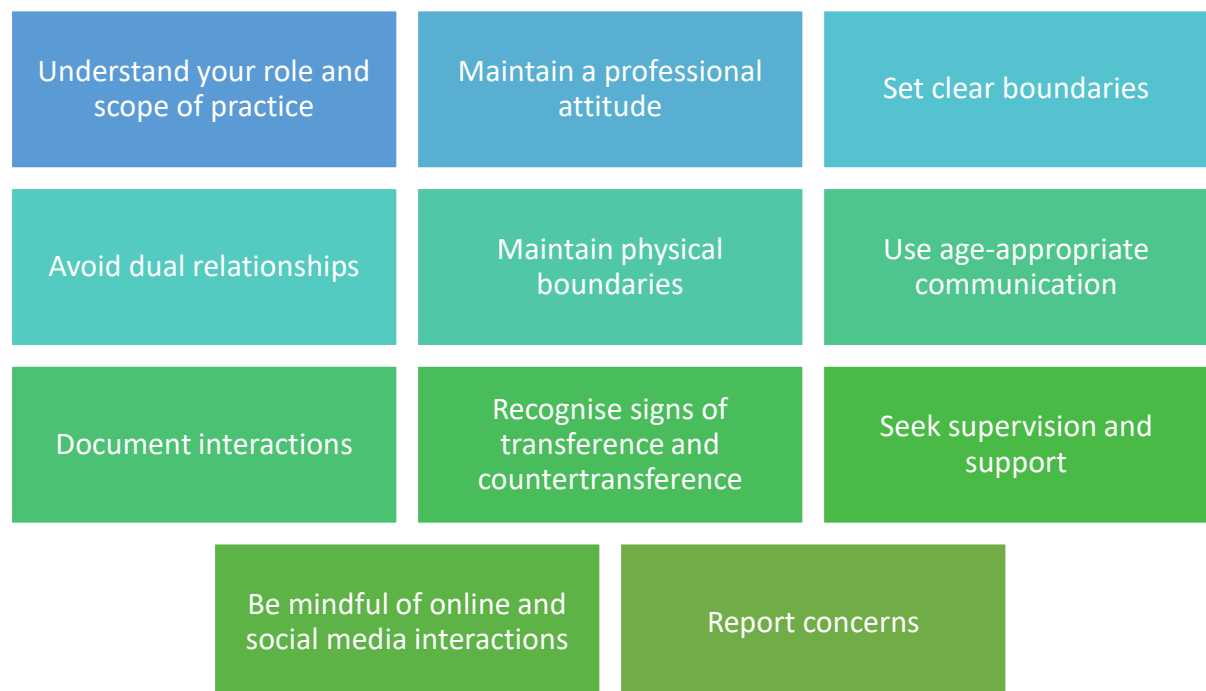 Understand your role and
scope of practice
Maintain a professional
attitude
Set clear boundaries
Avoid dual relationships
Maintain physical
boundaries
Use age-appropriate
communication
Document interactions
Recognise signs of
transference and
countertransference
Seek supervision and
support
Be mindful of online and
social media interactions
Report concerns